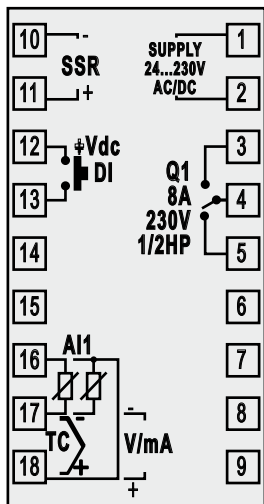 10
-
SSR
11
+
12
+Vdc
DI
13
14
15
16
AI1
17
TC
+
18
-
V/mA
+
SUPPLY
24...230V
AC/DC
1
2
3
Q1
8A
230V
1/2HP
4
5
6
7
8
9